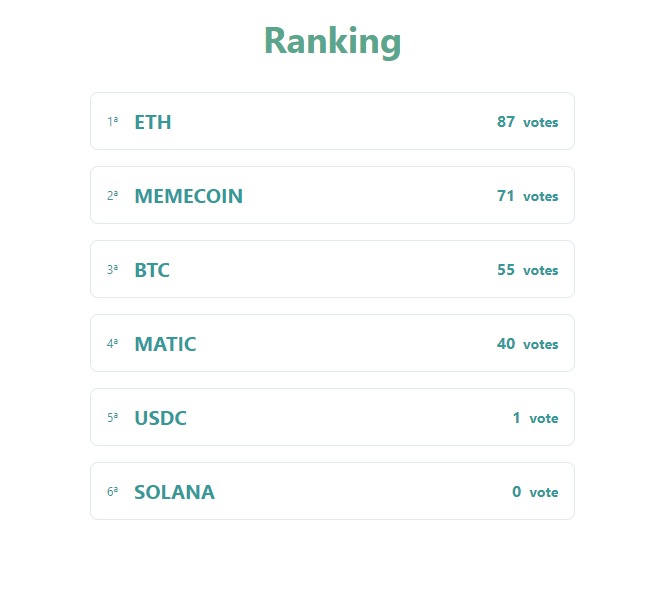 Ranking
1ª ETH 87 votes
2ª MEMECOIN 71 votes
3ª BTC 55 votes
4ª MATIC 40 votes
5ª USDC 1 vote
6ª SOLANA 0 vote